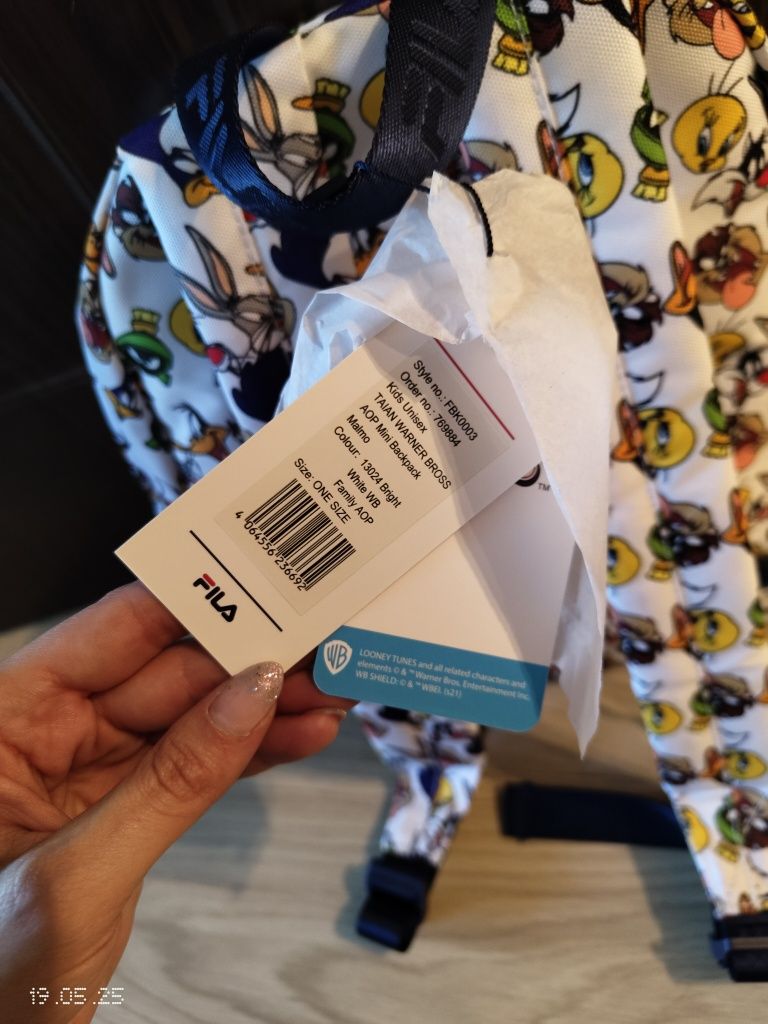 Style no.: FBK0003
Order no.: 769884
Kids Unisex
TAIAN WARNER BROSS
AOP Mini Backpack
Malmo
Colour: 13024 Bright
White WB
Family AOP
Size: ONE SIZE
4 064556 236692
FILA
TM
WB
LOONEY TUNES and all related characters and
elements © & ™ Warner Bros. Entertainment Inc.
WB SHIELD: © & ™ WBEI. (s21)
19.05.25